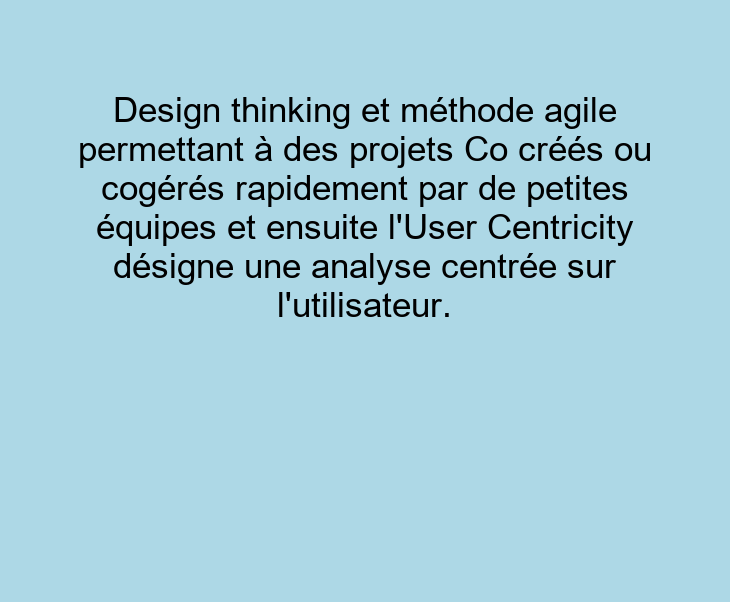 Design thinking et méthode agile
permettant à des projets Co créés ou
cogérés rapidement par de petites
équipes et ensuite l'User Centricity
désigne une analyse centrée sur
l'utilisateur.